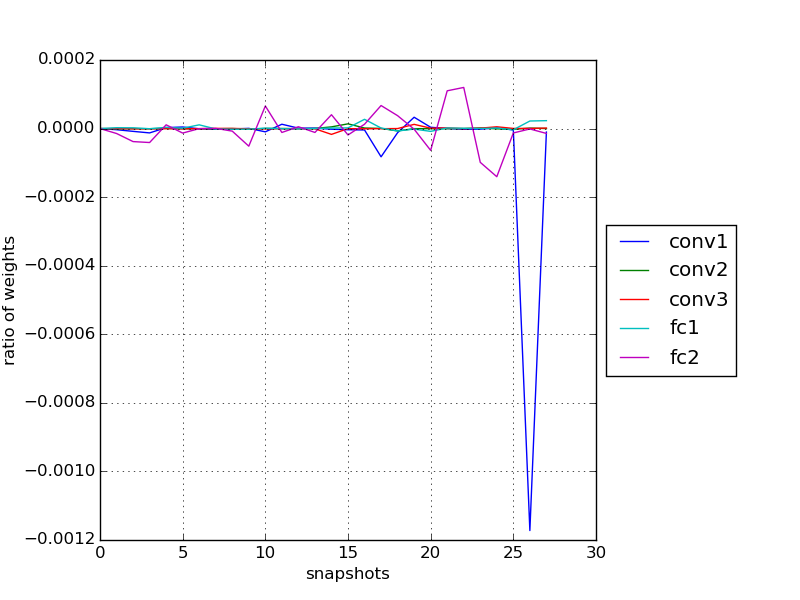 0.0002
0.0000
−0.0002
−0.0004
−0.0006
−0.0008
−0.0010
−0.0012
ratio of weights
0 5 10 15 20 25 30
snapshots
conv1
conv2
conv3
fc1
fc2